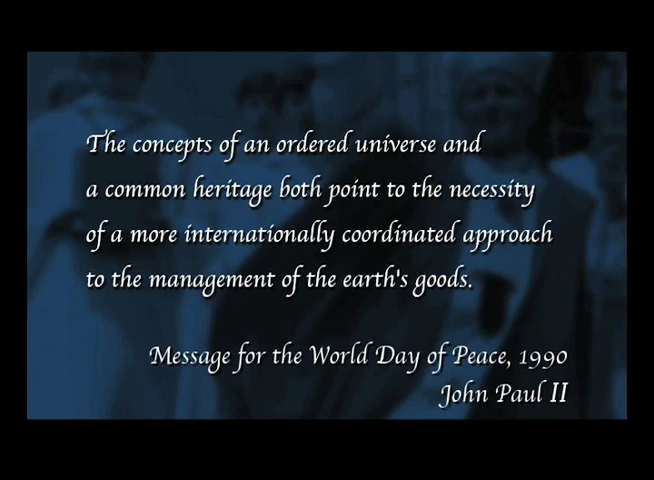 The concepts of an ordered universe and
a common heritage both point to the necessity
of a more internationally coordinated approach
to the management of the earth's goods.
Message for the World Day of Peace, 1990
John Paul II